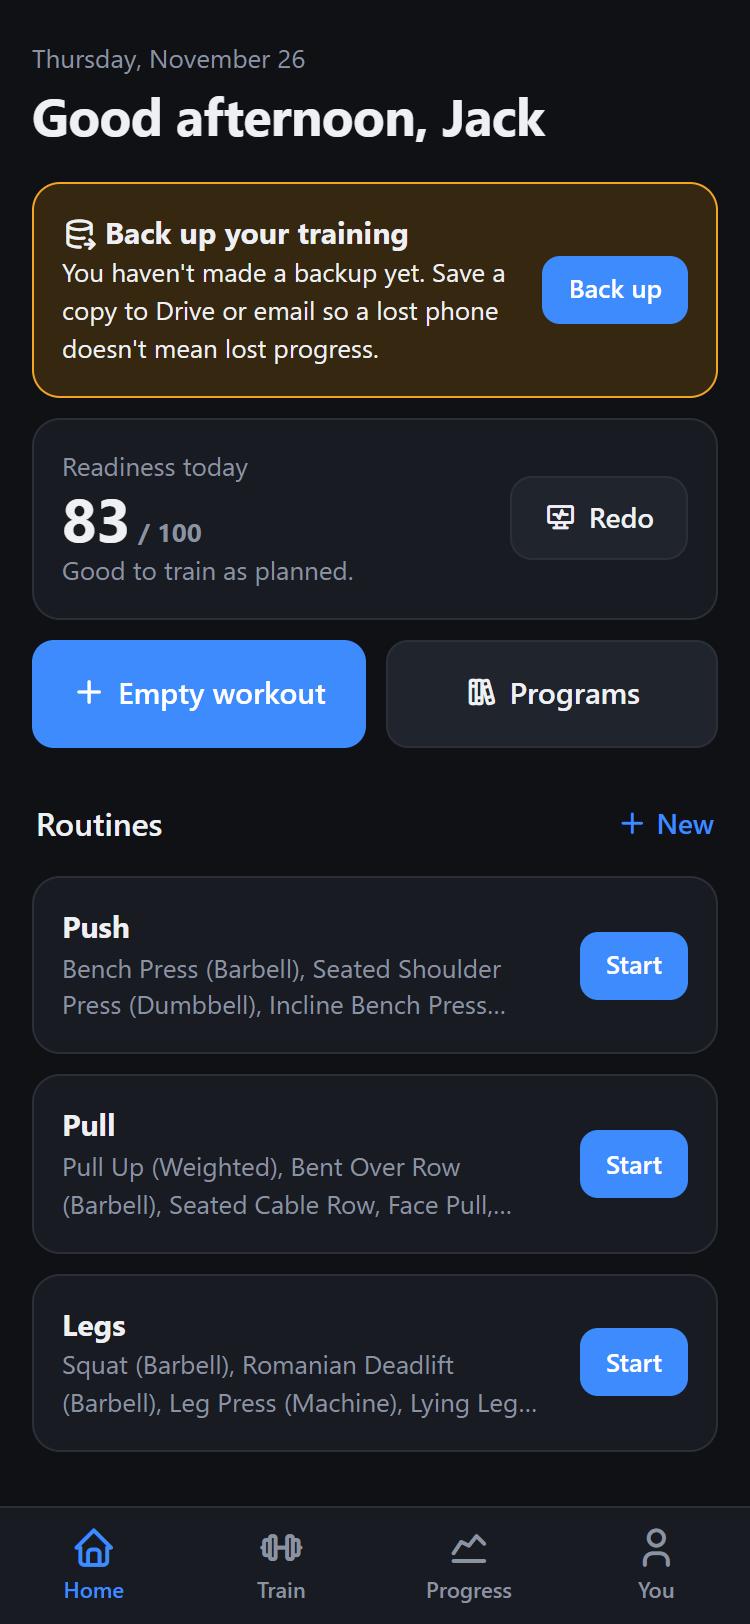 Thursday, November 26
Good afternoon, Jack
Back up your training
You haven't made a backup yet. Save a
copy to Drive or email so a lost phone
doesn't mean lost progress.
Back up
Readiness today
83 / 100
Good to train as planned.
Redo
Empty workout
Programs
Routines
New
Push
Bench Press (Barbell), Seated Shoulder
Press (Dumbbell), Incline Bench Press...
Start
Pull
Pull Up (Weighted), Bent Over Row
(Barbell), Seated Cable Row, Face Pull,...
Start
Legs
Squat (Barbell), Romanian Deadlift
(Barbell), Leg Press (Machine), Lying Leg...
Start
Home
Train
Progress
You